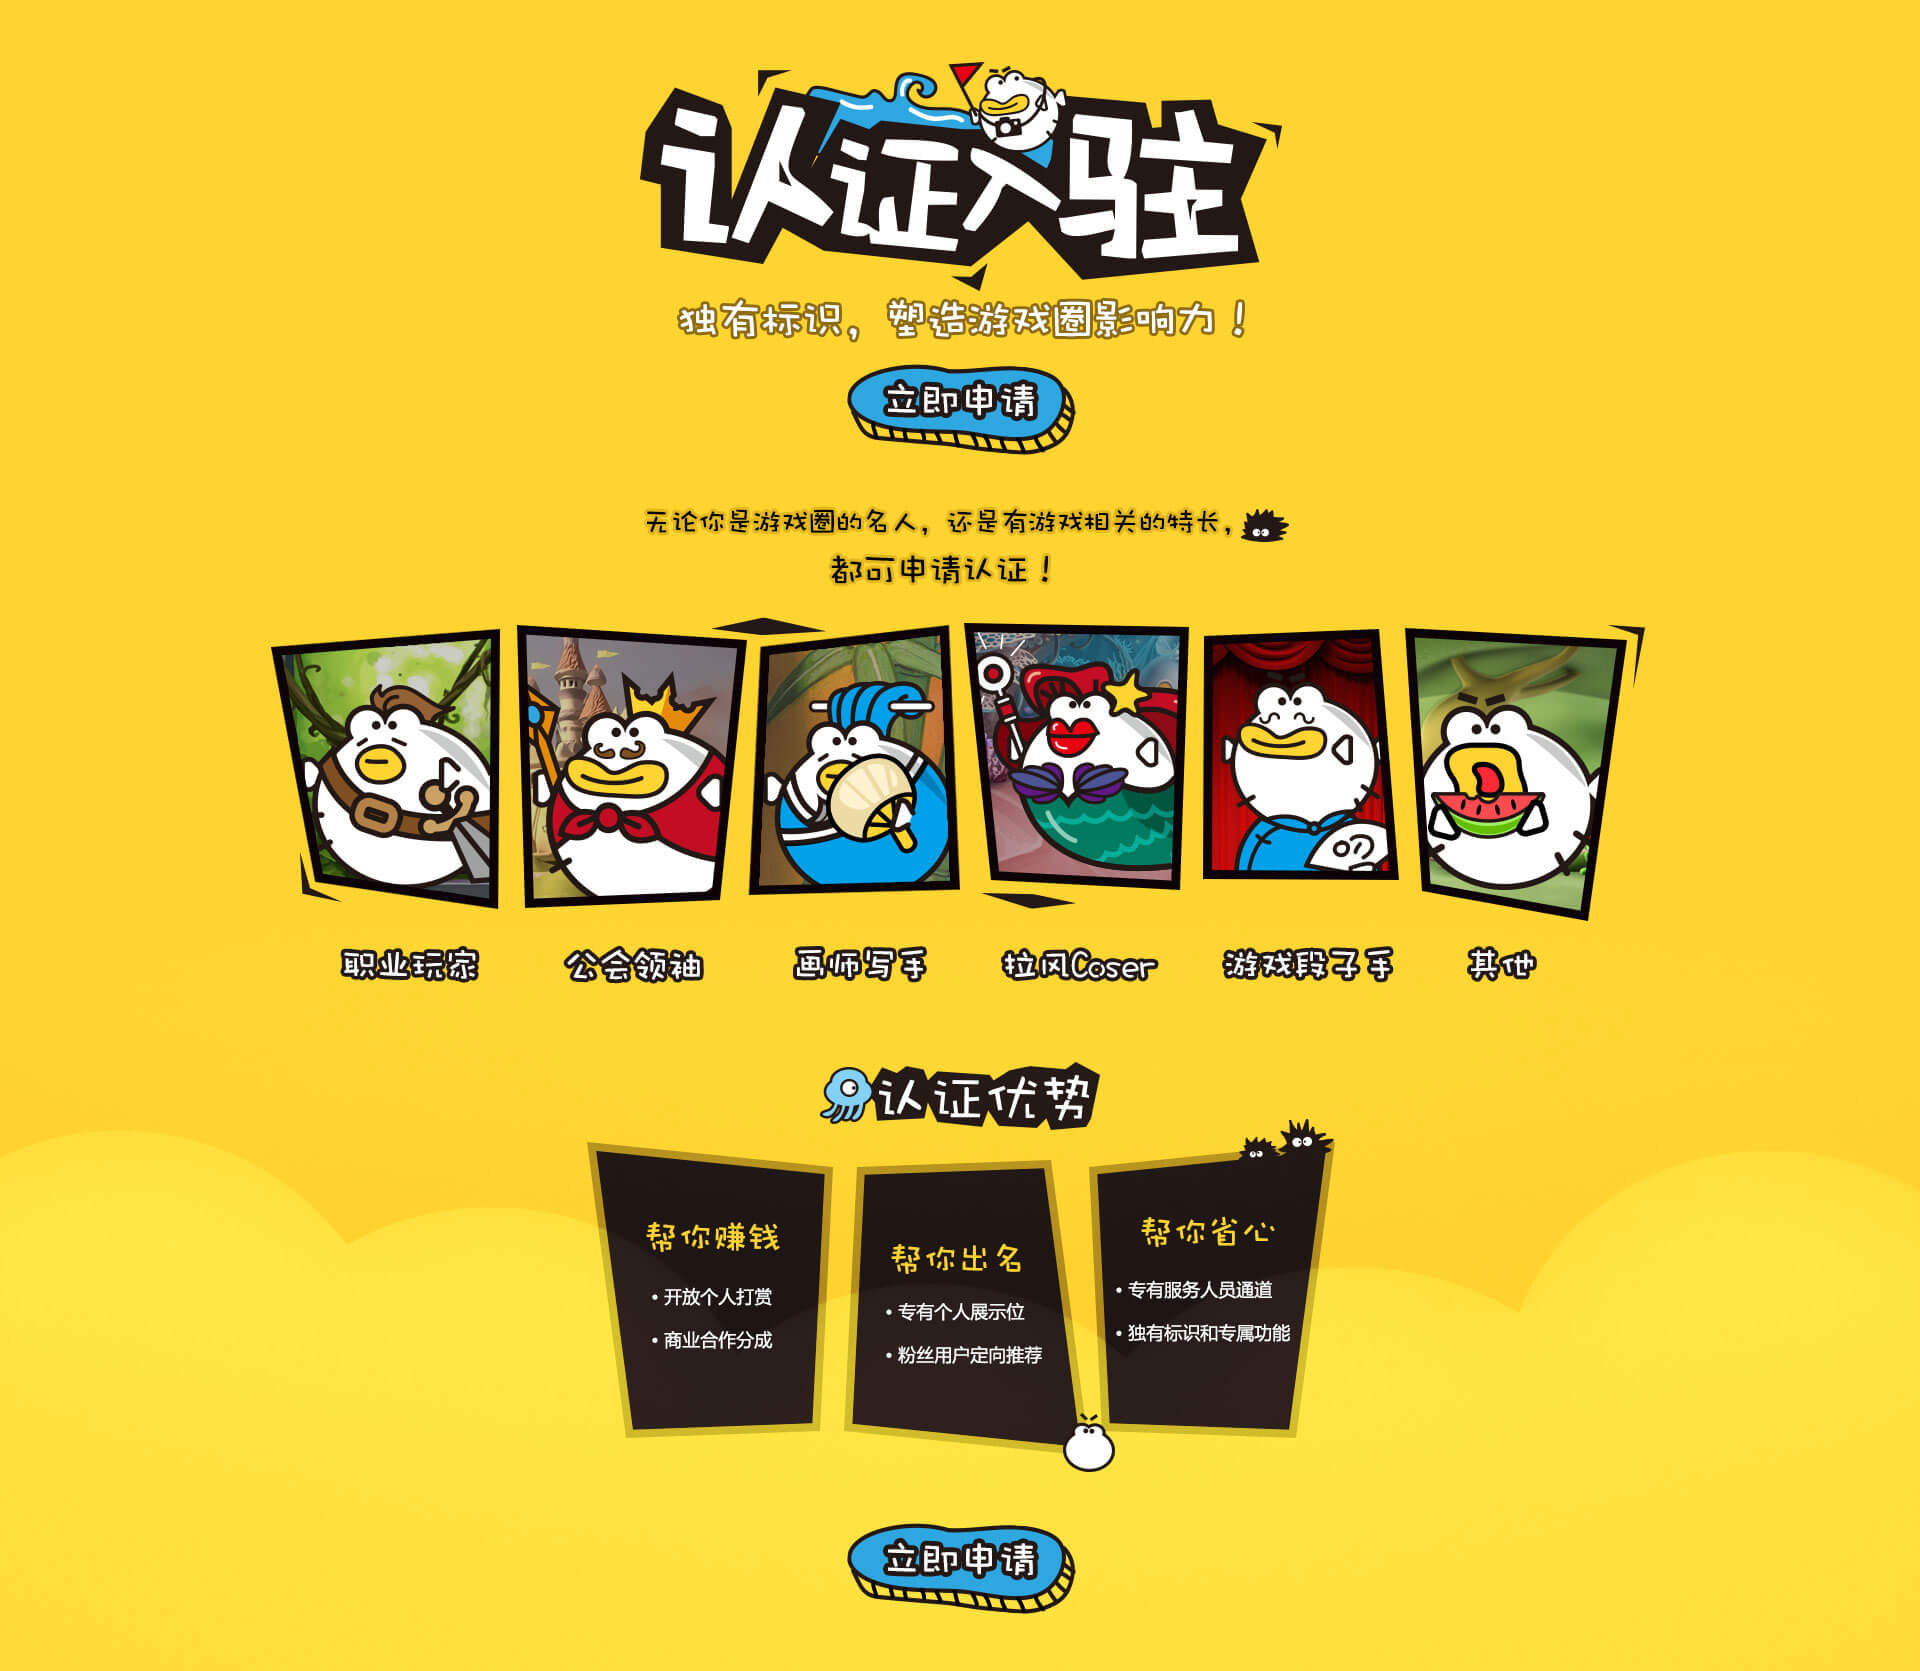 认证入驻
独有标识，塑造游戏圈影响力！
立即申请
无论你是游戏圈的名人，还是有游戏相关的特长，
都可申请认证！
职业玩家
公会领袖
画师写手
拉风Coser
游戏段子手
其他
认证优势
帮你赚钱
• 开放个人打赏
• 商业合作分成
帮你出名
• 专有个人展示位
• 粉丝用户定向推荐
帮你省心
• 专有服务人员通道
• 独有标识和专属功能
立即申请